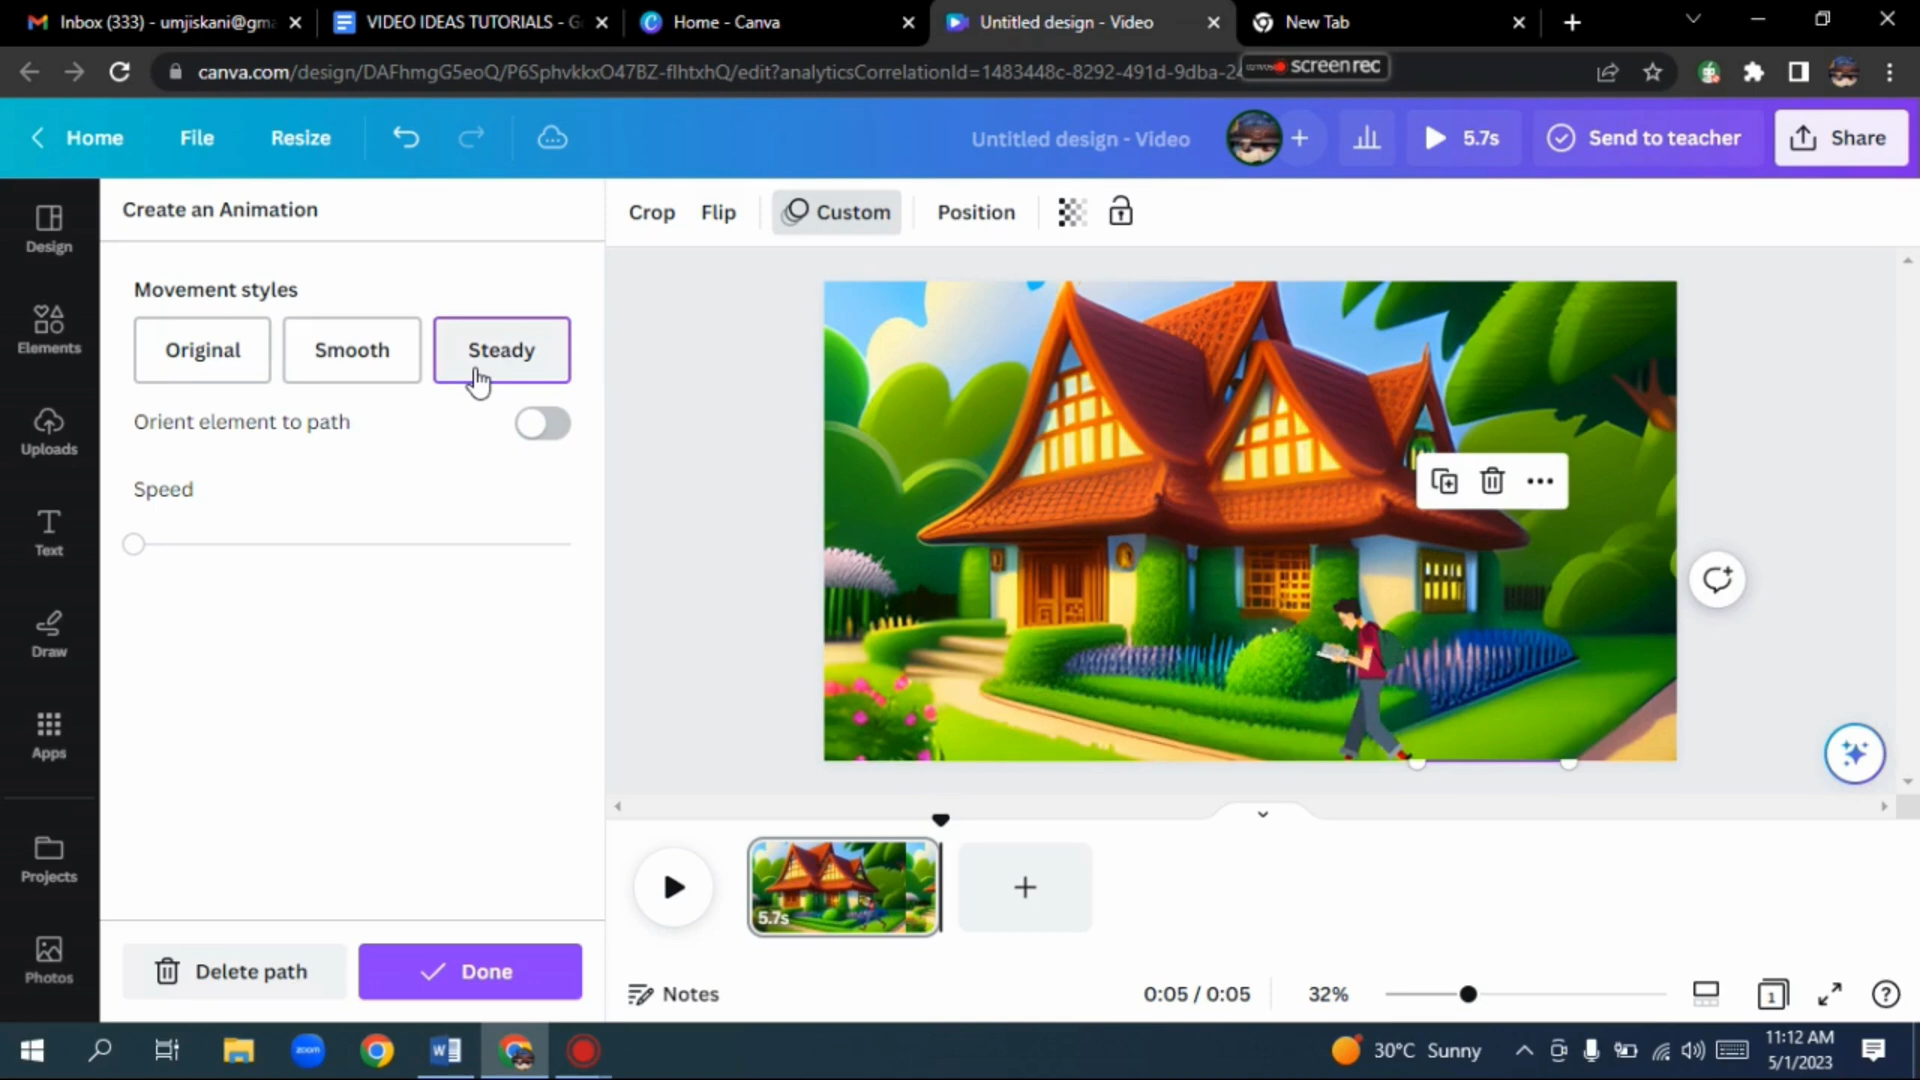 Inbox (333) - umjiskani@gma
VIDEO IDEAS TUTORIALS - G
Home - Canva
Untitled design - Video
New Tab
canva.com/design/DAFhmgG5eoQ/P6SphvkkxO47BZ-flhtxhQ/edit?analyticsCorrelationId=1483448c-8292-491d-9dba-24
screenrec
Home
File
Resize
Untitled design - Video
5.7s
Send to teacher
Share
Design
Elements
Uploads
Text
Draw
Apps
Projects
Photos
Create an Animation
Movement styles
Original
Smooth
Steady
Orient element to path
Speed
Delete path
Done
Crop
Flip
Custom
Position
5.7s
Notes
0:05 / 0:05
32%
1
zoom
30°C Sunny
11:12 AM
5/1/2023